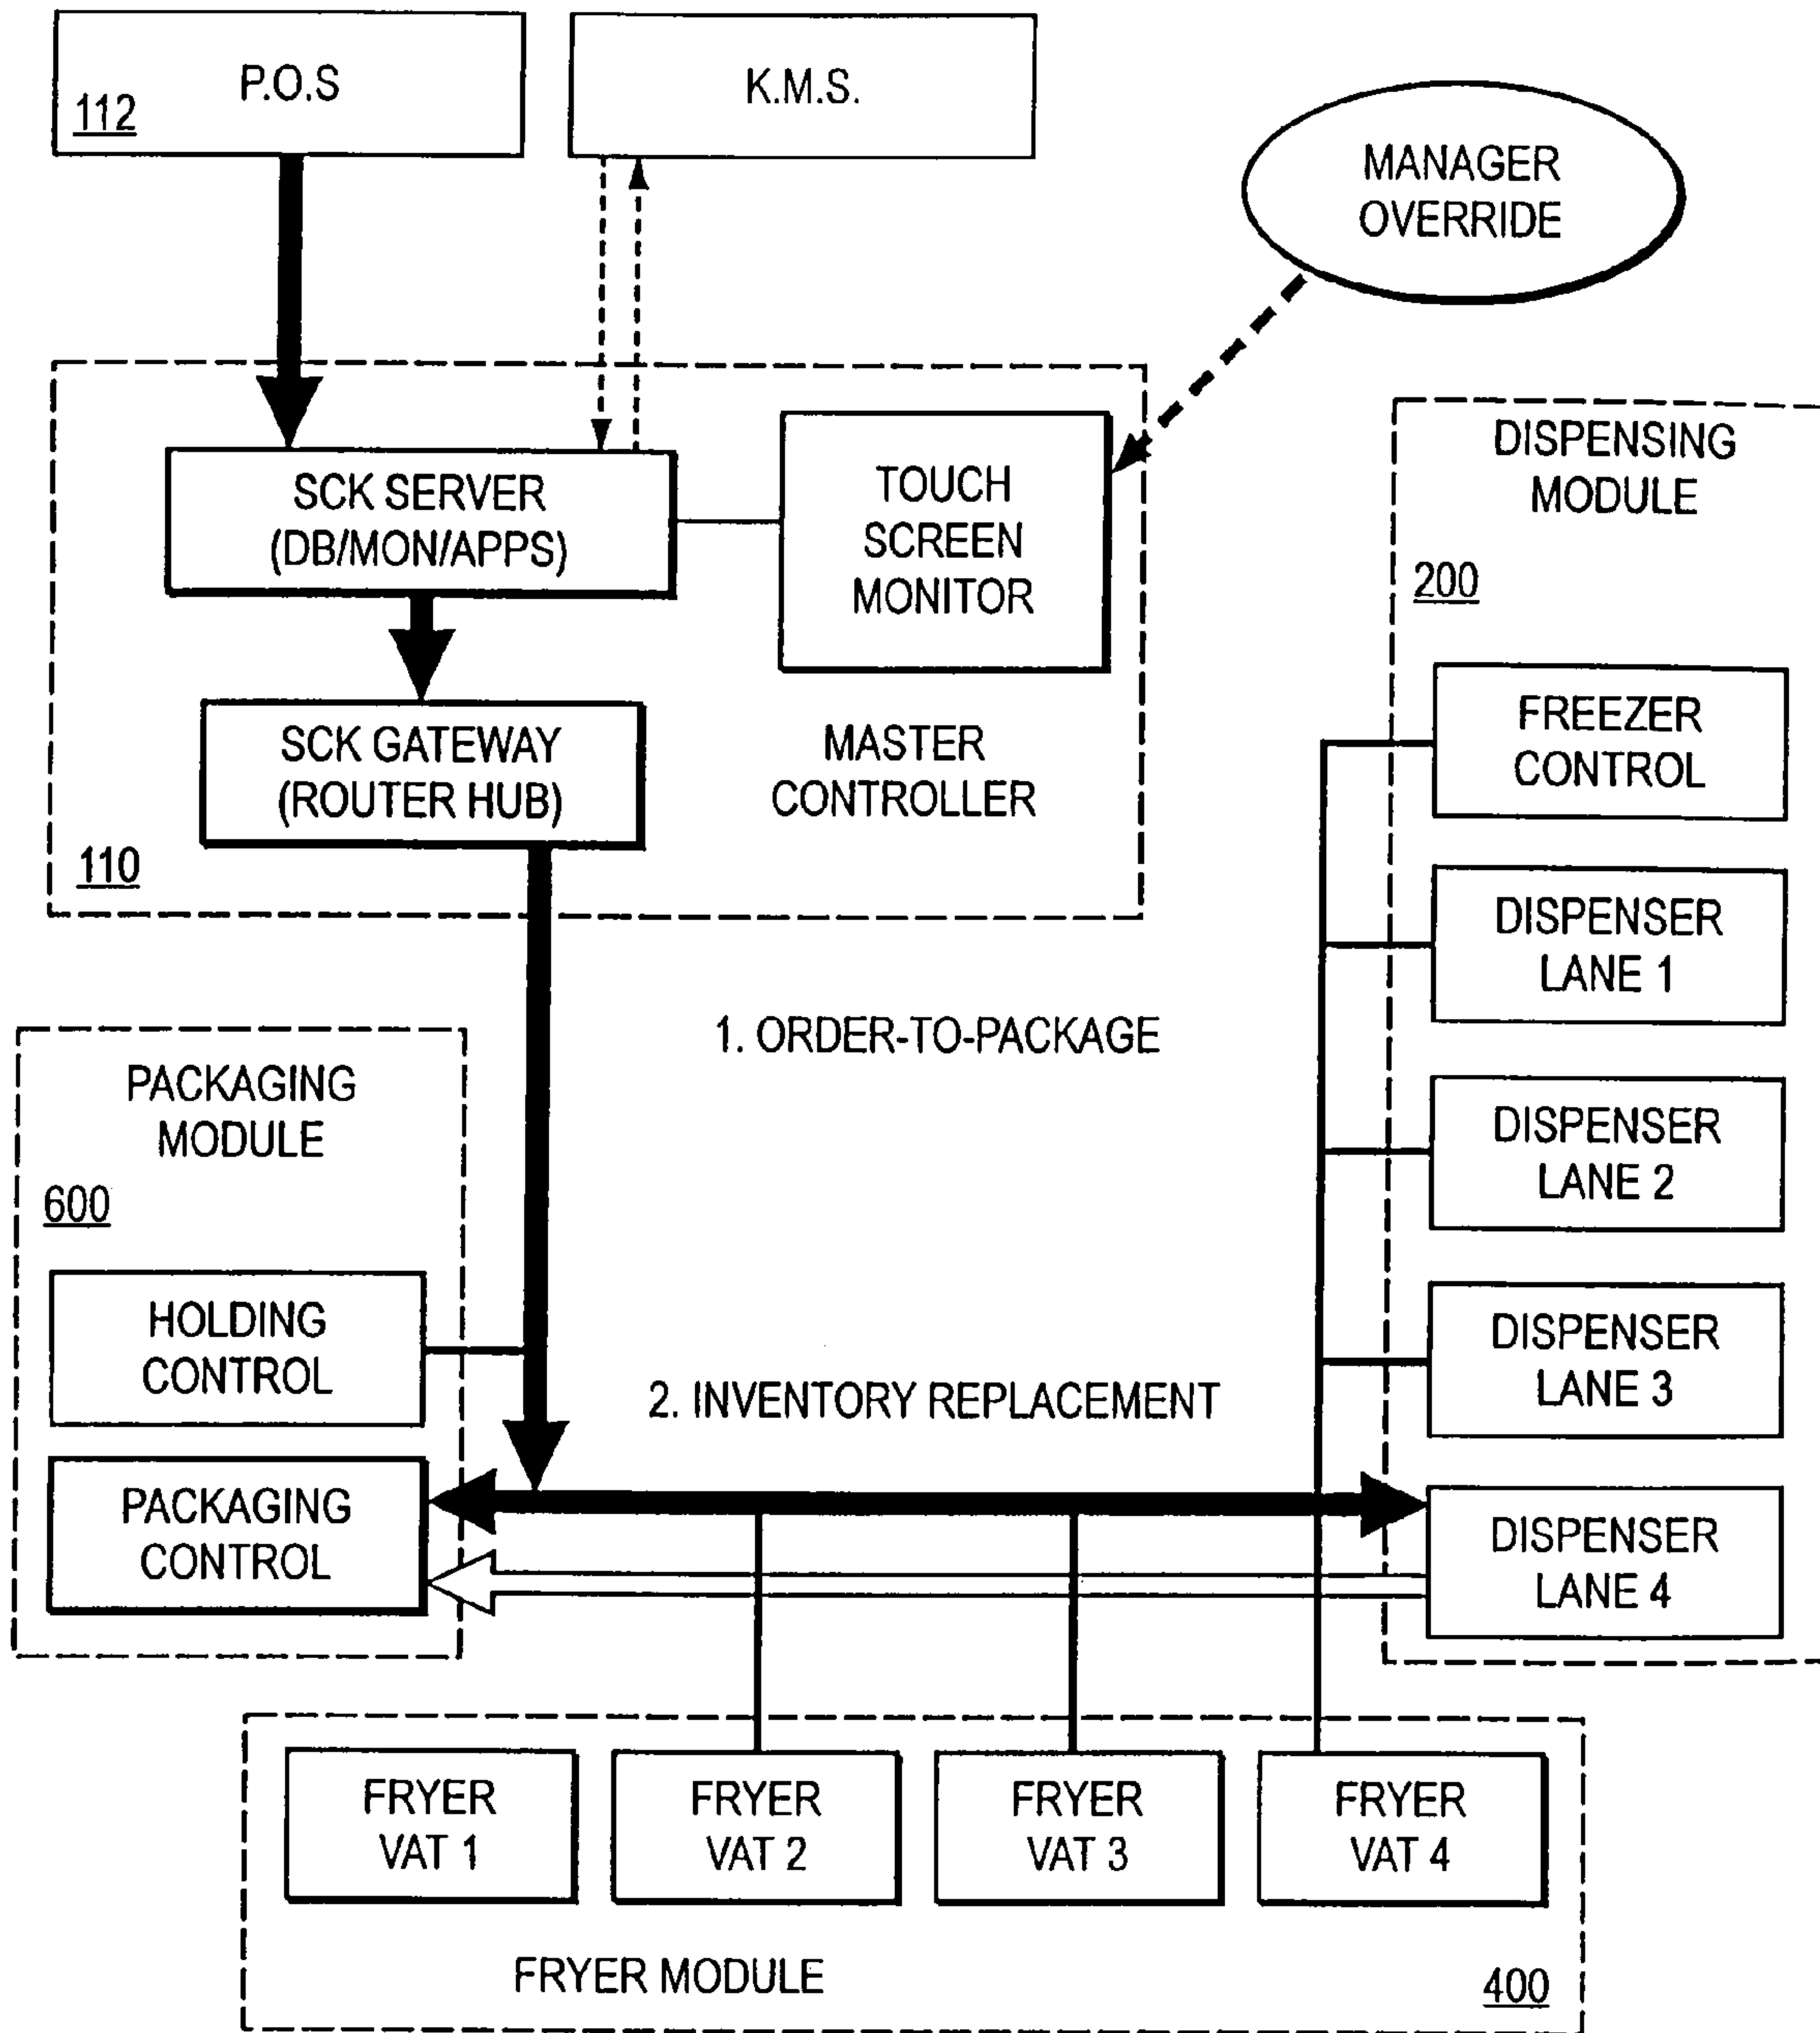 P.O.S
112
K.M.S.
MANAGER
OVERRIDE
SCK SERVER
(DB/MON/APPS)
TOUCH
SCREEN
MONITOR
SCK GATEWAY
(ROUTER HUB)
MASTER
CONTROLLER
110
DISPENSING
MODULE
200
FREEZER
CONTROL
DISPENSER
LANE 1
DISPENSER
LANE 2
DISPENSER
LANE 3
DISPENSER
LANE 4
1. ORDER-TO-PACKAGE
PACKAGING
MODULE
600
HOLDING
CONTROL
2. INVENTORY REPLACEMENT
PACKAGING
CONTROL
FRYER
VAT 1
FRYER
VAT 2
FRYER
VAT 3
FRYER
VAT 4
FRYER MODULE
400